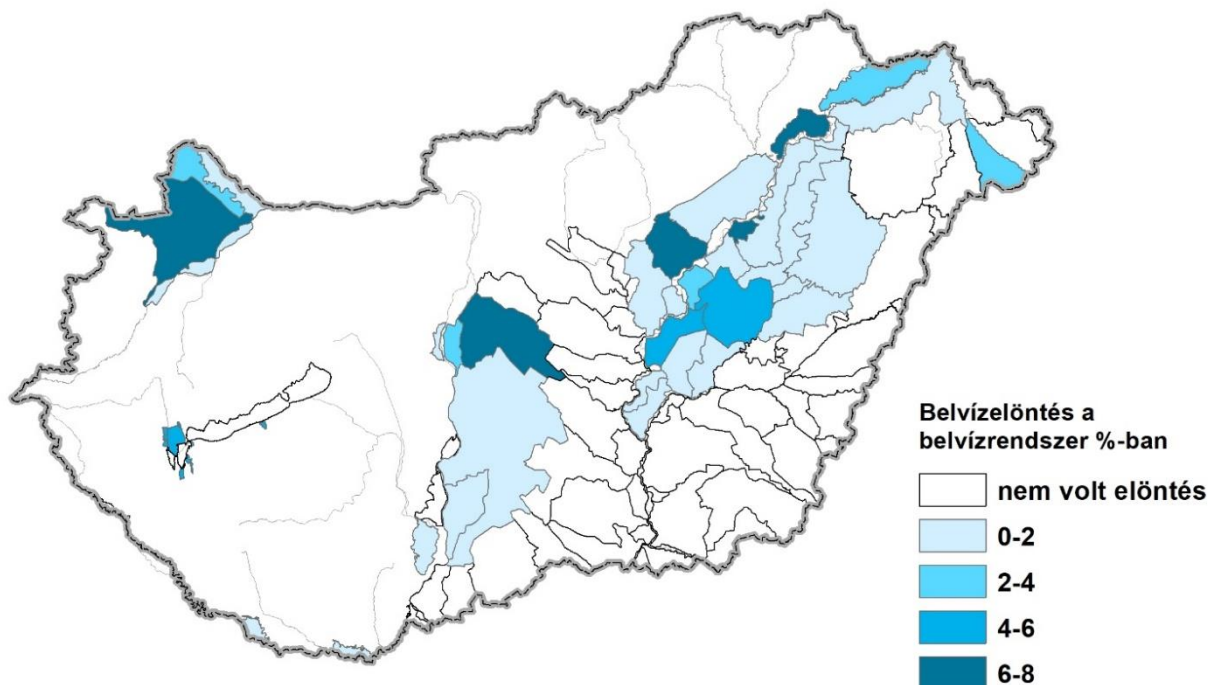 Belvízelöntés a
belvízrendszer %-ban
nem volt elöntés
0-2
2-4
4-6
6-8